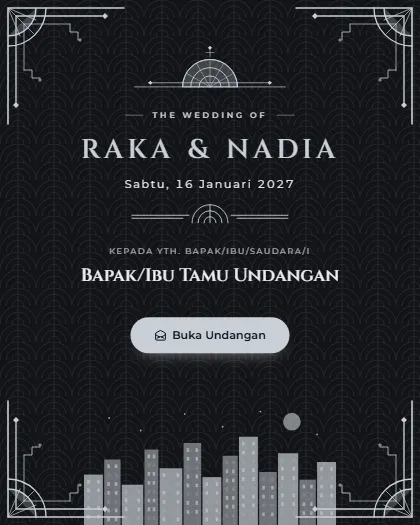 THE WEDDING OF
RAKA & NADIA
Sabtu, 16 Januari 2027
KEPADA YTH. BAPAK/IBU/SAUDARA/I
BAPAK/IBU TAMU UNDANGAN
Buka Undangan